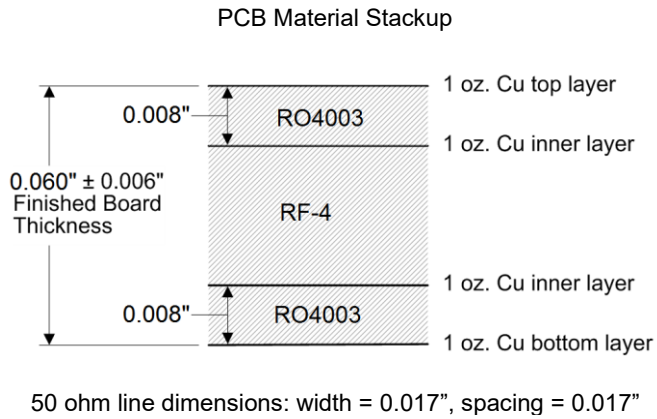 PCB Material Stackup
1 oz. Cu top layer
0.008"
RO4003
1 oz. Cu inner layer
0.060" ± 0.006"
Finished Board
Thickness
RF-4
1 oz. Cu inner layer
0.008"
RO4003
1 oz. Cu bottom layer
50 ohm line dimensions: width = 0.017”, spacing = 0.017”